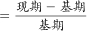 = 现期 − 基期
基期